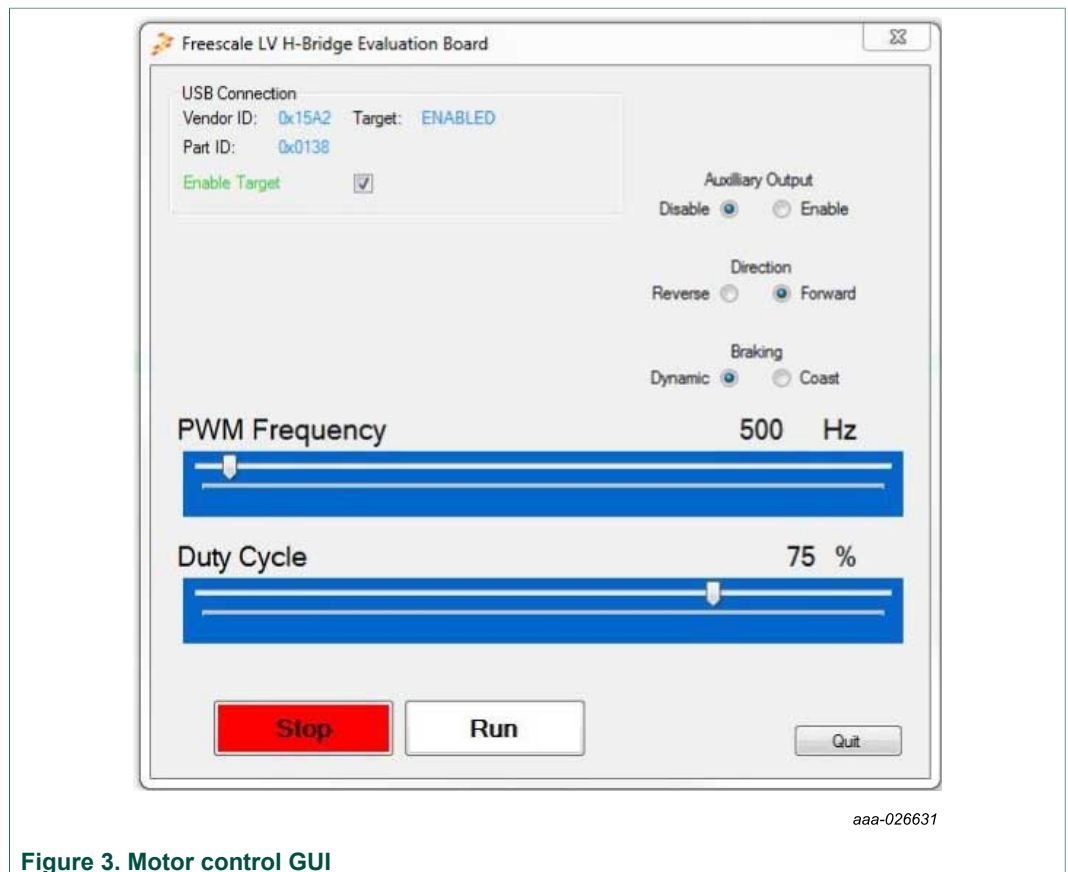 Freescale LV H-Bridge Evaluation Board
USB Connection
Vendor ID: 0x15A2 Target: ENABLED
Part ID: 0x0138
Enable Target
Auxilliary Output
Disable Enable
Direction
Reverse Forward
Braking
Dynamic Coast
PWM Frequency 500 Hz
Duty Cycle 75 %
Stop Run
Quit
aaa-026631
Figure 3. Motor control GUI